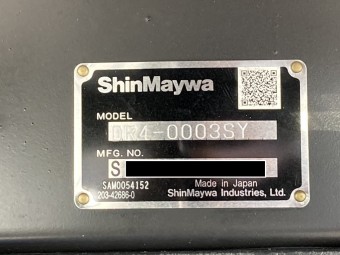 ShinMaywa
MODEL
DR4-0003SY
MFG. NO.
S
SAM0054152
Made in Japan
203-42686-0
ShinMaywa Industries, Ltd.